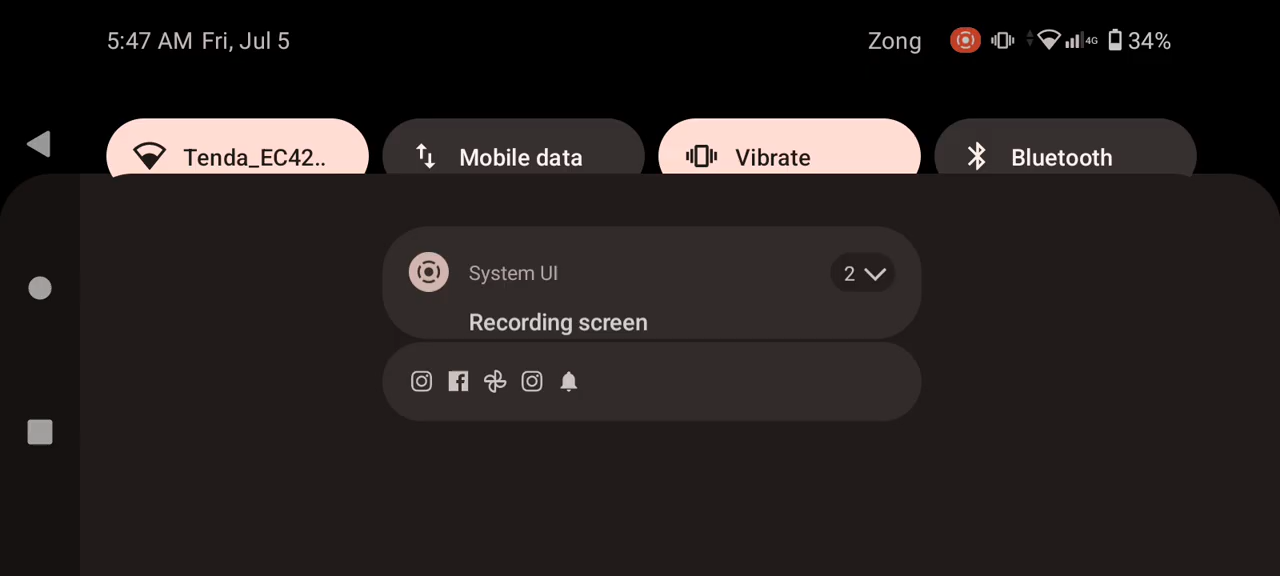 5:47 AM Fri, Jul 5 Zong 4G 34%
Tenda_EC42.. Mobile data Vibrate Bluetooth
System UI 2
Recording screen